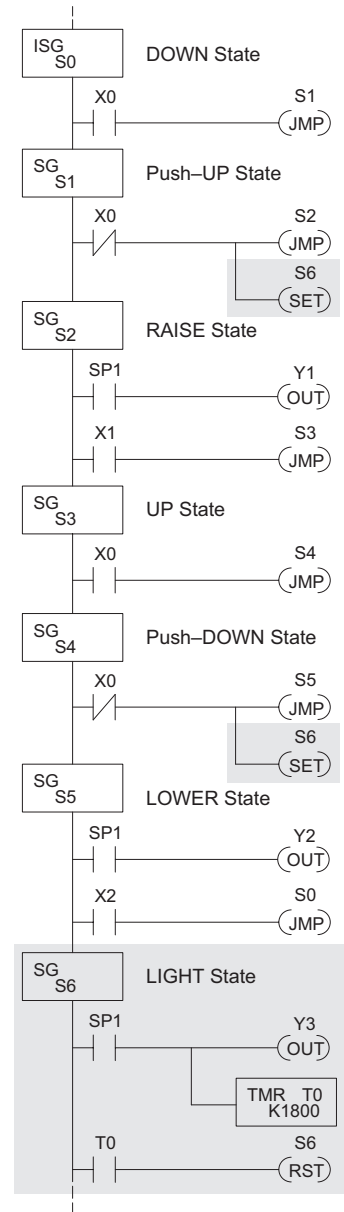 ISG
S0
DOWN State
X0
S1
JMP
SG
S1
Push–UP State
X0
S2
JMP
S6
SET
SG
S2
RAISE State
SP1
Y1
OUT
X1
S3
JMP
SG
S3
UP State
X0
S4
JMP
SG
S4
Push–DOWN State
X0
S5
JMP
S6
SET
SG
S5
LOWER State
SP1
Y2
OUT
X2
S0
JMP
SG
S6
LIGHT State
SP1
Y3
OUT
TMR T0
K1800
T0
S6
RST